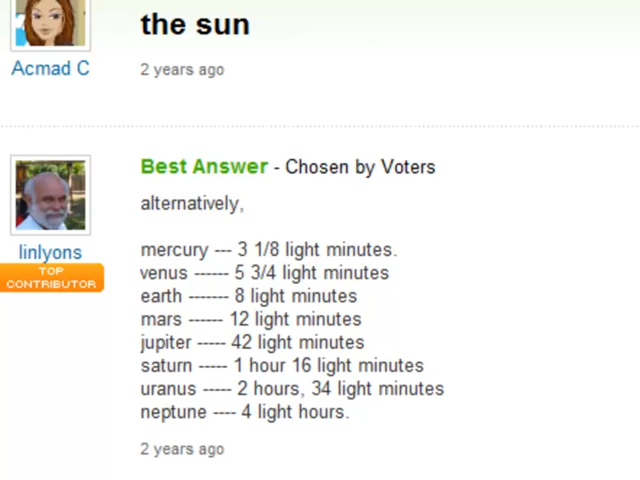 the sun
Acmad C
2 years ago
Best Answer - Chosen by Voters
alternatively,
linlyons
TOP
CONTRIBUTOR
mercury --- 3 1/8 light minutes.
venus ------ 5 3/4 light minutes
earth ------- 8 light minutes
mars ------ 12 light minutes
jupiter ----- 42 light minutes
saturn ----- 1 hour 16 light minutes
uranus ----- 2 hours, 34 light minutes
neptune ---- 4 light hours.
2 years ago